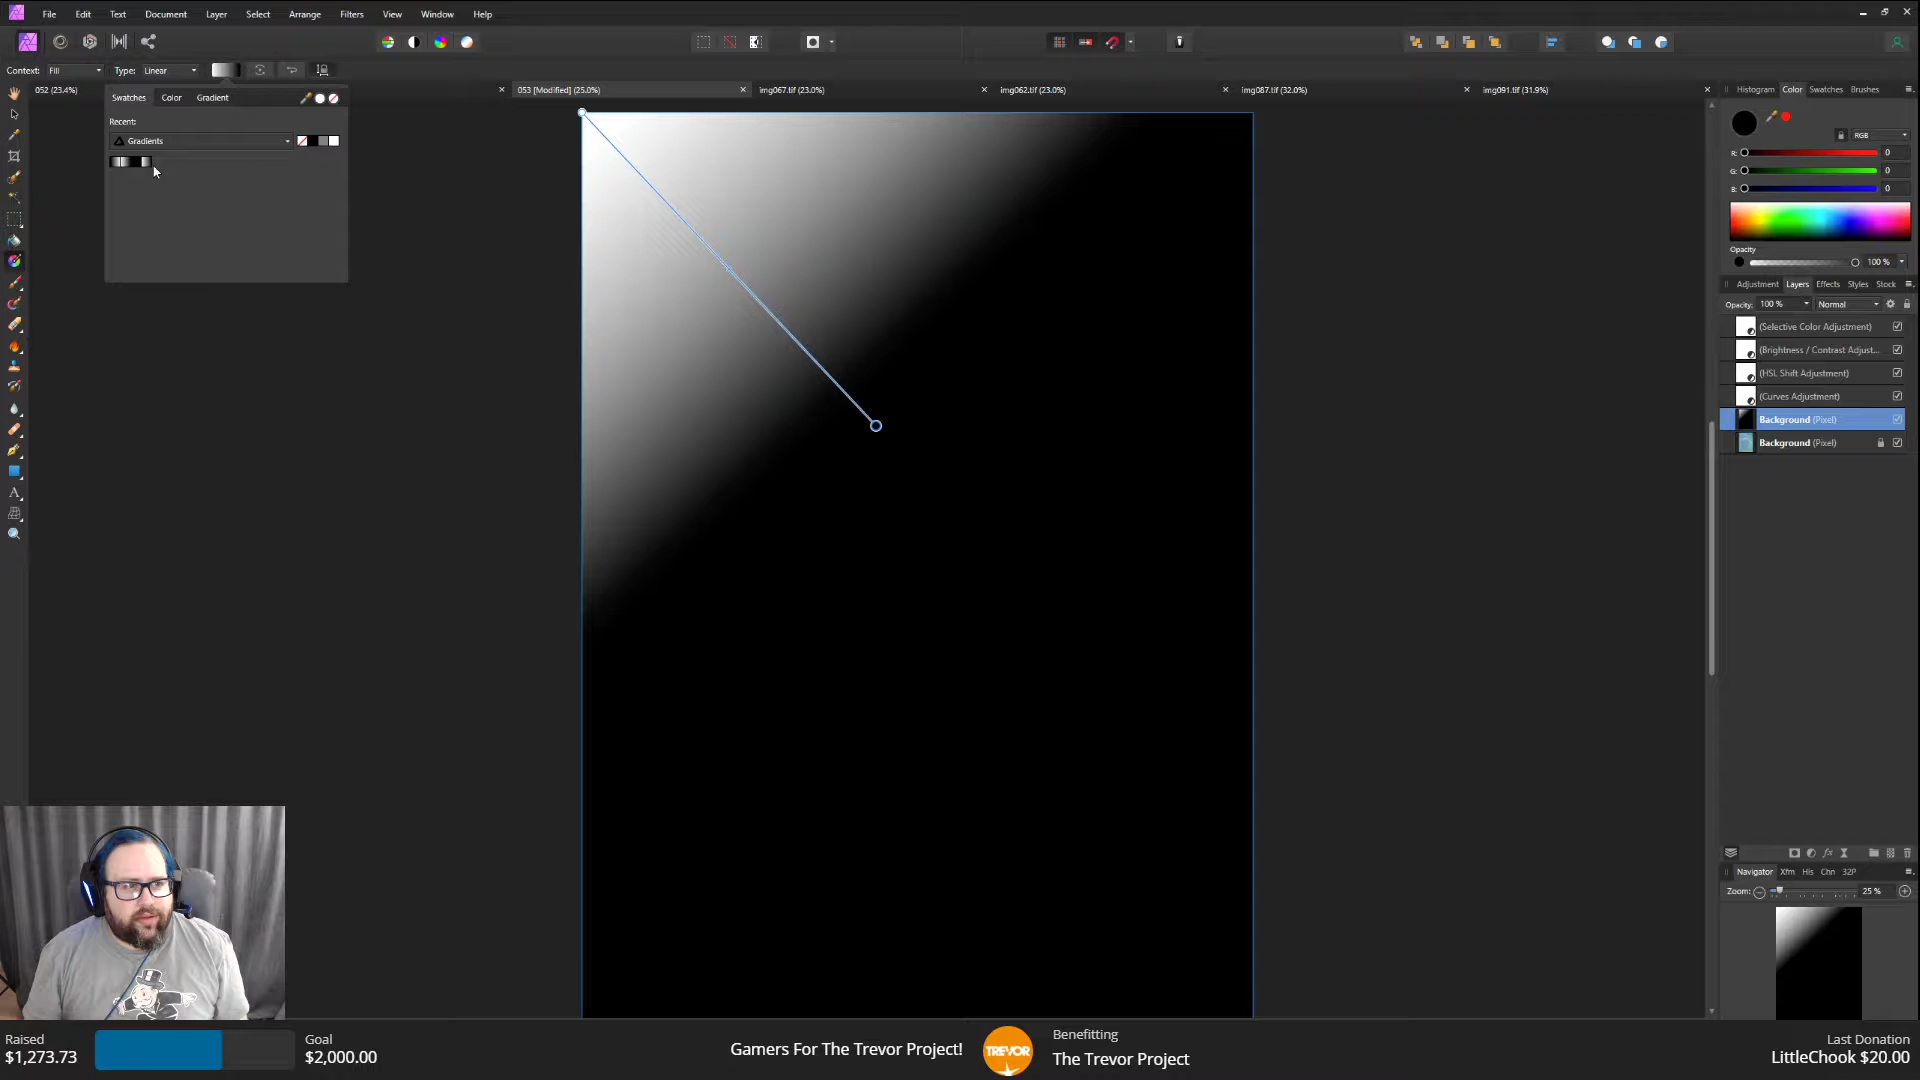 File Edit Text Document Layer Select Arrange Filters View Window Help
Context: Fill Type: Linear
052 (23.4%) 053 [Modified] (25.0%) img067.tif (23.0%) img062.tif (23.0%) img087.tif (32.0%) img091.tif (31.9%)
Swatches Color Gradient
Recent:
Gradients
Histogram Color Swatches Brushes
RGB
R: 0
G: 0
B: 0
Opacity
100 %
Adjustment Layers Effects Styles Stock
Opacity: 100 % Normal
(Selective Color Adjustment)
(Brightness / Contrast Adjust...
(HSL Shift Adjustment)
(Curves Adjustment)
Background (Pixel)
Background (Pixel)
Navigator Xfm His Chn 32P
Zoom: 25 %
Raised
$1,273.73
Goal
$2,000.00
Gamers For The Trevor Project!
TREVOR
Benefitting
The Trevor Project
Last Donation
LittleChook $20.00